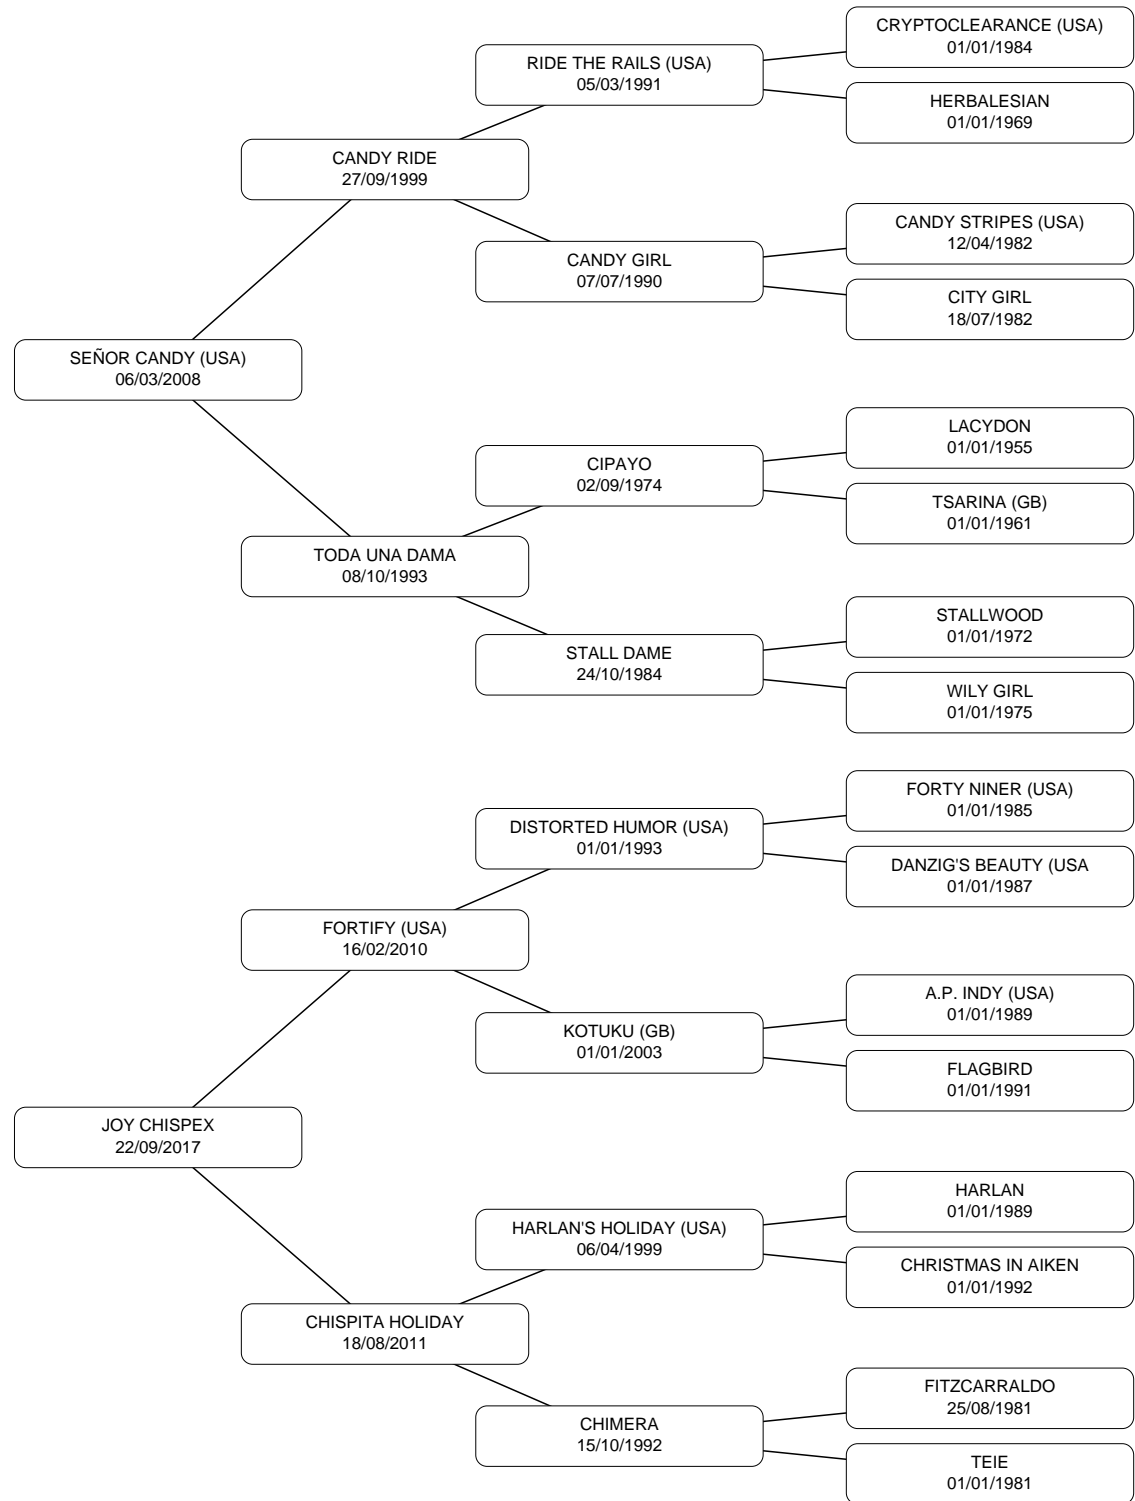 CRYPTOCLEARANCE (USA)
01/01/1984
RIDE THE RAILS (USA)
05/03/1991
HERBALESIAN
01/01/1969
CANDY RIDE
27/09/1999
CANDY STRIPES (USA)
12/04/1982
CANDY GIRL
07/07/1990
CITY GIRL
18/07/1982
SEÑOR CANDY (USA)
06/03/2008
LACYDON
01/01/1955
CIPAYO
02/09/1974
TSARINA (GB)
01/01/1961
TODA UNA DAMA
08/10/1993
STALLWOOD
01/01/1972
STALL DAME
24/10/1984
WILY GIRL
01/01/1975
FORTY NINER (USA)
01/01/1985
DISTORTED HUMOR (USA)
01/01/1993
DANZIG'S BEAUTY (USA
01/01/1987
FORTIFY (USA)
16/02/2010
A.P. INDY (USA)
01/01/1989
KOTUKU (GB)
01/01/2003
FLAGBIRD
01/01/1991
JOY CHISPEX
22/09/2017
HARLAN
01/01/1989
HARLAN'S HOLIDAY (USA)
06/04/1999
CHRISTMAS IN AIKEN
01/01/1992
CHISPITA HOLIDAY
18/08/2011
FITZCARRALDO
25/08/1981
CHIMERA
15/10/1992
TEIE
01/01/1981